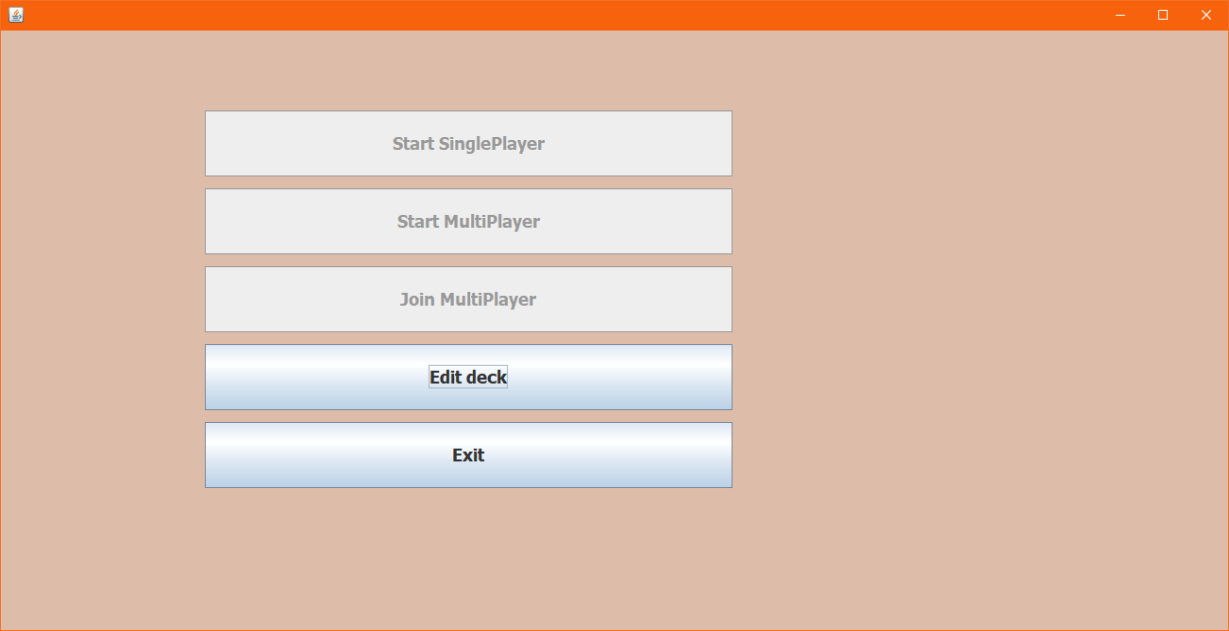 Start SinglePlayer
Start MultiPlayer
Join MultiPlayer
Edit deck
Exit